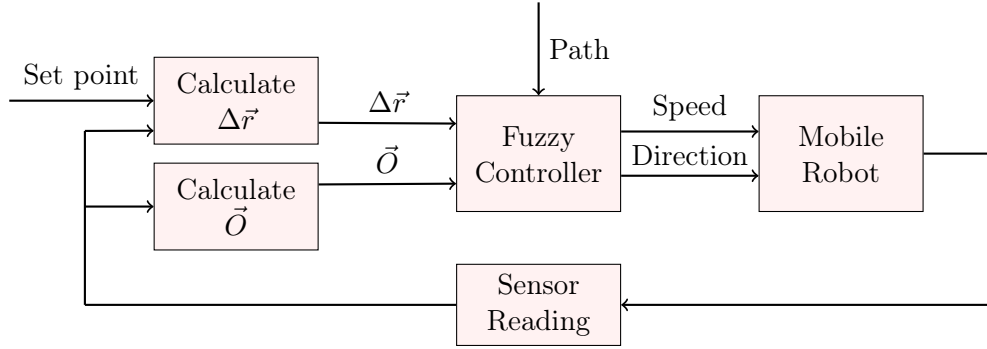 Path
Set point
Calculate
Δr⃗
Δr⃗
Fuzzy
Controller
Speed
Direction
Mobile
Robot
Calculate
O⃗
O⃗
Sensor
Reading